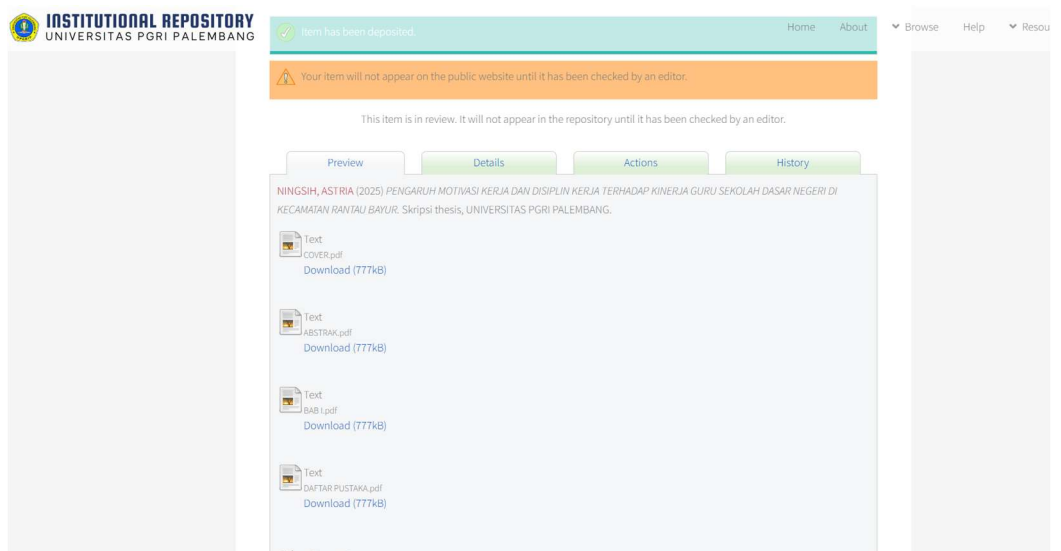 INSTITUTIONAL REPOSITORY
UNIVERSITAS PGRI PALEMBANG
Home About Browse Help Resou
Item has been deposited.
Your item will not appear on the public website until it has been checked by an editor.
This item is in review. It will not appear in the repository until it has been checked by an editor.
Preview Details Actions History
NINGSIH, ASTRIA (2025) PENGARUH MOTIVASI KERJA DAN DISIPLIN KERJA TERHADAP KINERJA GURU SEKOLAH DASAR NEGERI DI
KECAMATAN RANTAU BAYUR. Skripsi thesis, UNIVERSITAS PGRI PALEMBANG.
Text
COVER.pdf
Download (777kB)
Text
ABSTRAK.pdf
Download (777kB)
Text
BAB I.pdf
Download (777kB)
Text
DAFTAR PUSTAKA.pdf
Download (777kB)